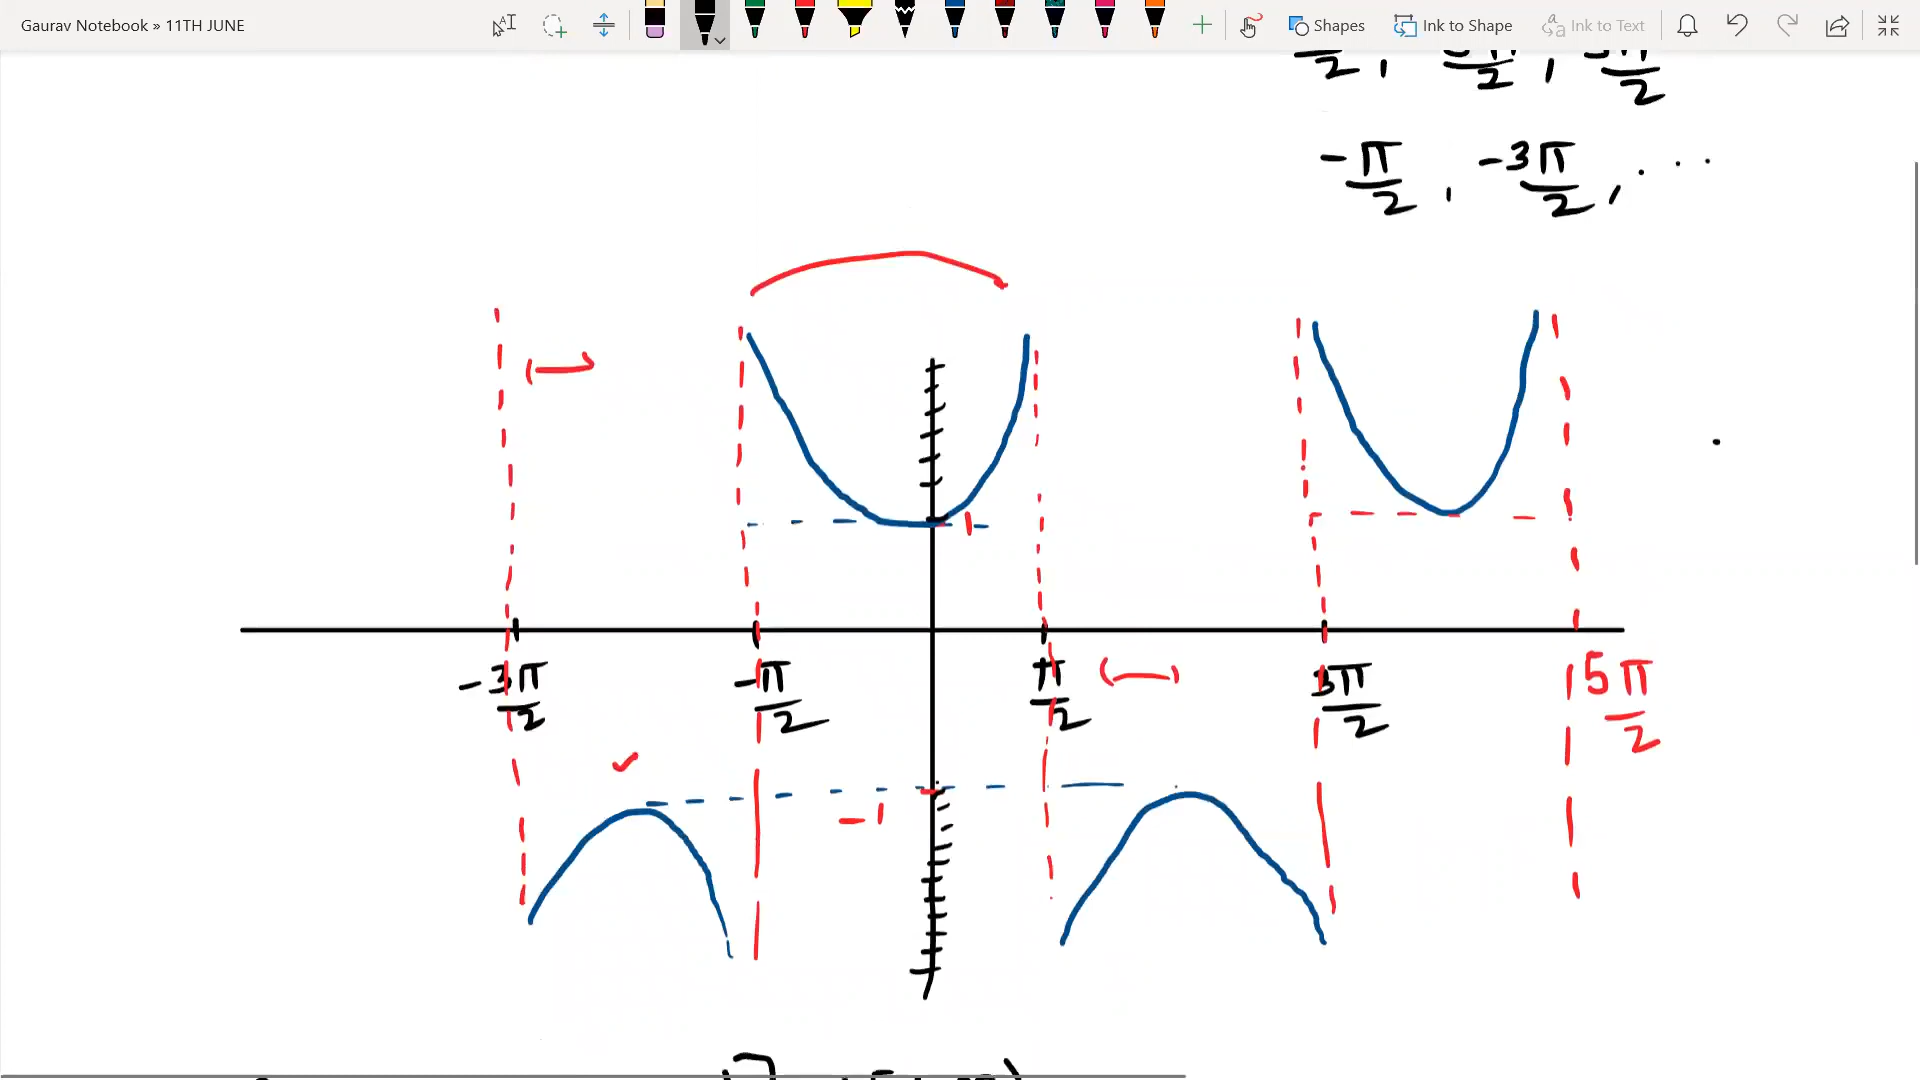 Gaurav Notebook » 11TH JUNE
Shapes
Ink to Shape
Ink to Text
-π/2, -3π/2, ...
1
-3π/2
-π/2
π/2
3π/2
5π/2
-1